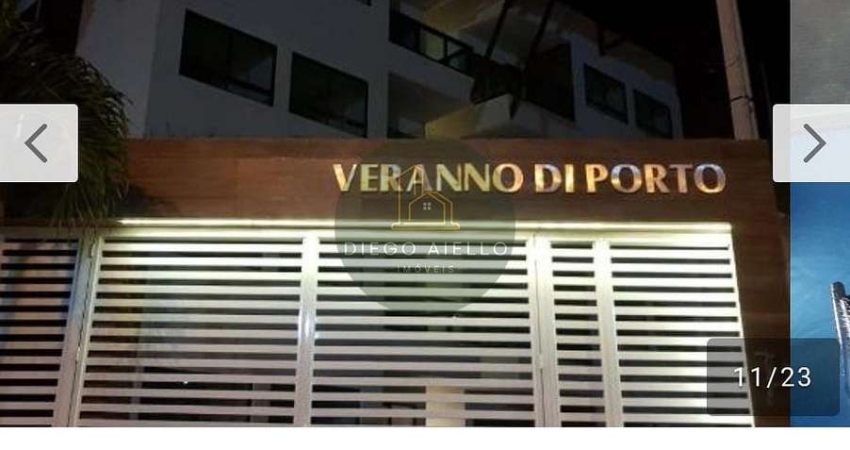 VERANNO DI PORTO
DIEGO AIELLO
IMÓVEIS
11/23